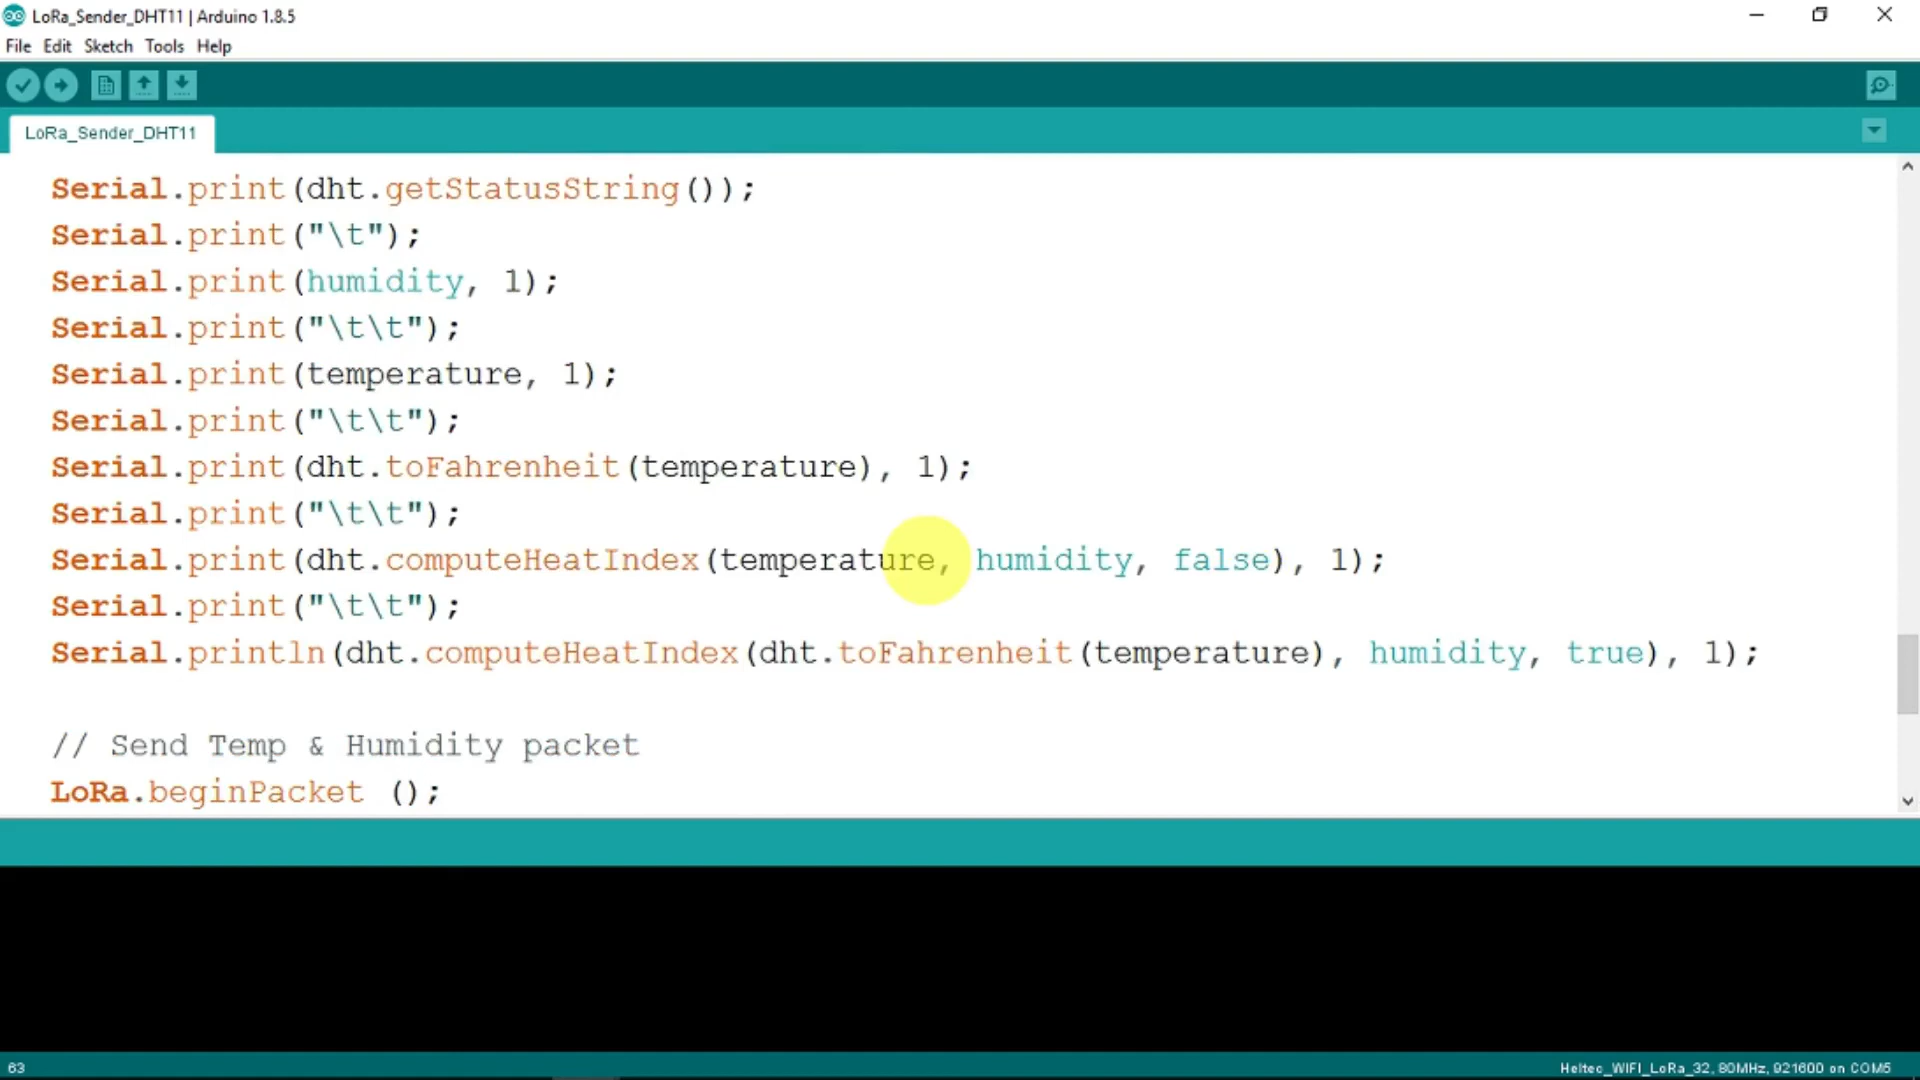 LoRa_Sender_DHT11 | Arduino 1.8.5
File Edit Sketch Tools Help
LoRa_Sender_DHT11
Serial.print(dht.getStatusString());
Serial.print("\t");
Serial.print(humidity, 1);
Serial.print("\t\t");
Serial.print(temperature, 1);
Serial.print("\t\t");
Serial.print(dht.toFahrenheit(temperature), 1);
Serial.print("\t\t");
Serial.print(dht.computeHeatIndex(temperature, humidity, false), 1);
Serial.print("\t\t");
Serial.println(dht.computeHeatIndex(dht.toFahrenheit(temperature), humidity, true), 1);
// Send Temp & Humidity packet
LoRa.beginPacket ();
63
Heltec_WIFI_LoRa_32, 80MHz, 921600 on COM5